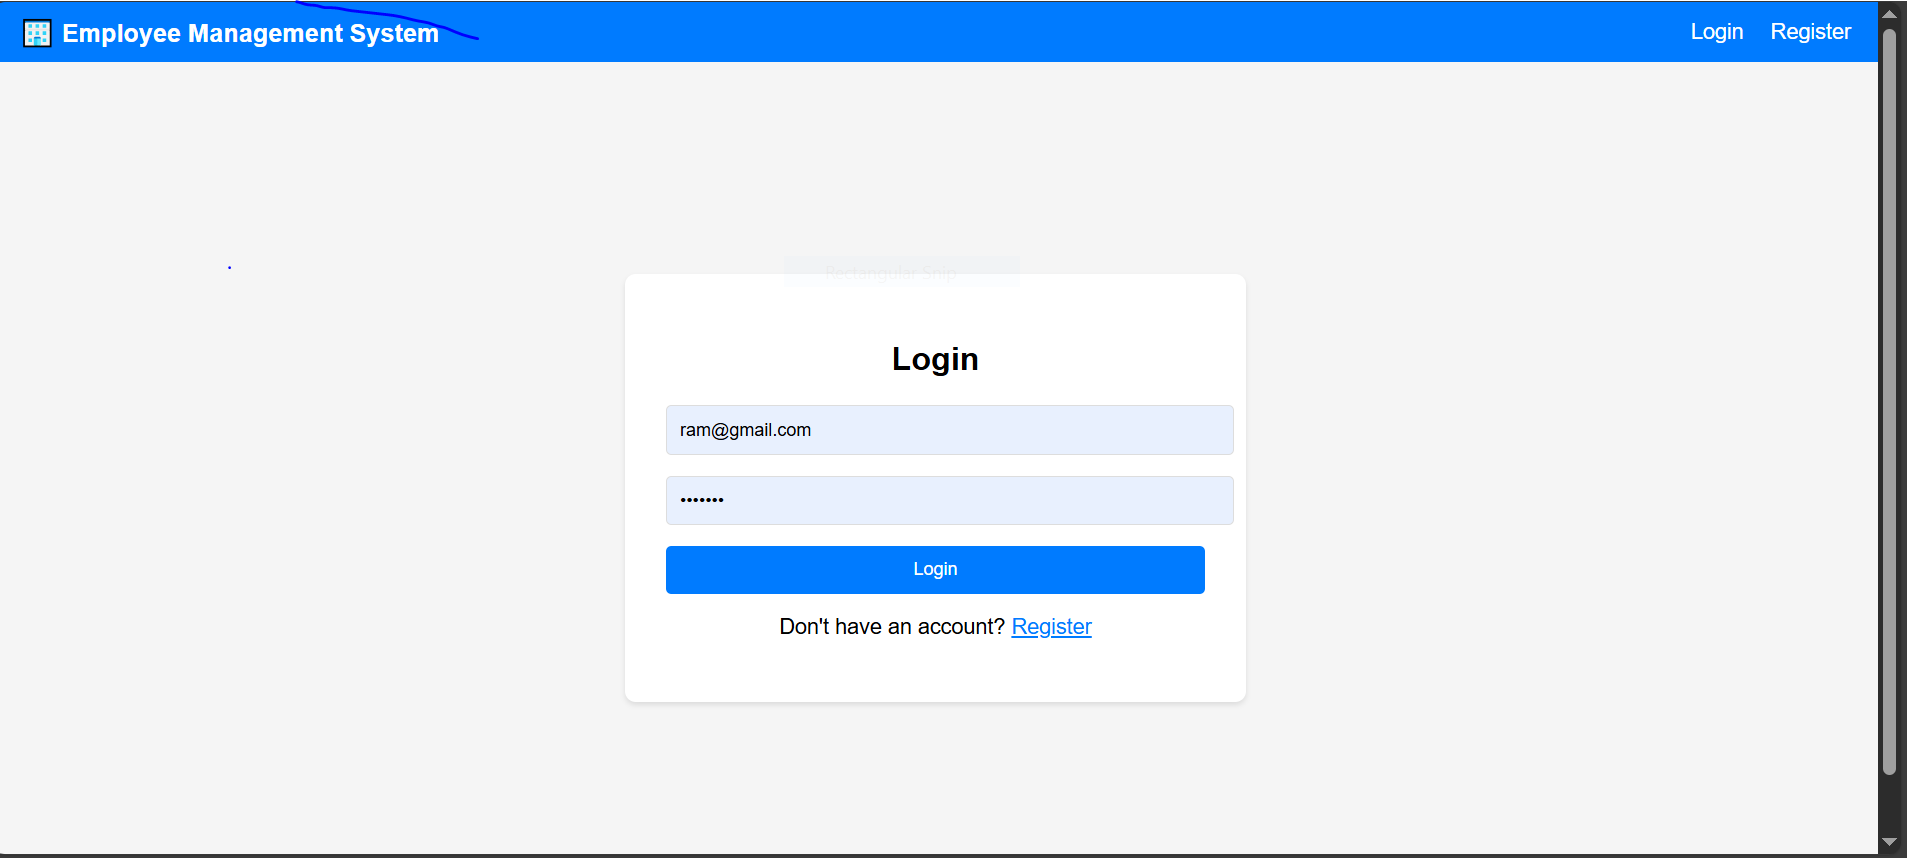 Employee Management System
Login Register
Rectangular Snip
Login
ram@gmail.com
•••••••
Login
Don't have an account? Register